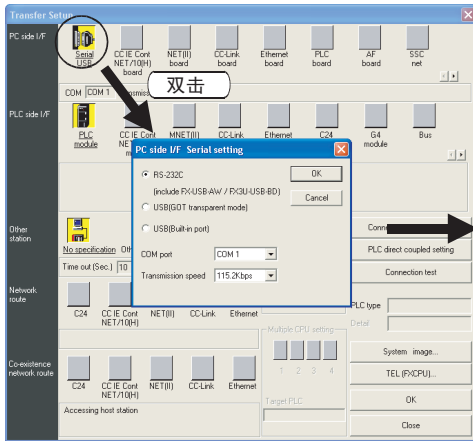 Transfer Setup
PC side I/F
Serial USB
CC IE Cont NET/10(H) board
NET(II) board
CC-Link board
Ethernet board
PLC board
AF board
SSC net
COM COM 1
双击
PLC side I/F
PLC module
CC IE Cont
MNET(II)
CC-Link
Ethernet
C24
G4 module
Bus
PC side I/F Serial setting
RS-232C
(include FX-USB-AW / FX3U-USB-BD)
USB(GOT transparent mode)
USB(Built-in port)
COM port COM 1
Transmission speed 115.2Kbps
OK
Cancel
Other station
No specification
Time out (Sec.) 10
PLC direct coupled setting
Connection test
Network route
C24
CC IE Cont NET/10(H)
NET(II)
CC-Link
Ethernet
PLC type
Detail
Multiple CPU setting
1 2 3 4
Target PLC
System image...
TEL (FXCPU)...
OK
Close
Co-existence network route
C24
CC IE Cont NET/10(H)
NET(II)
CC-Link
Ethernet
Accessing host station